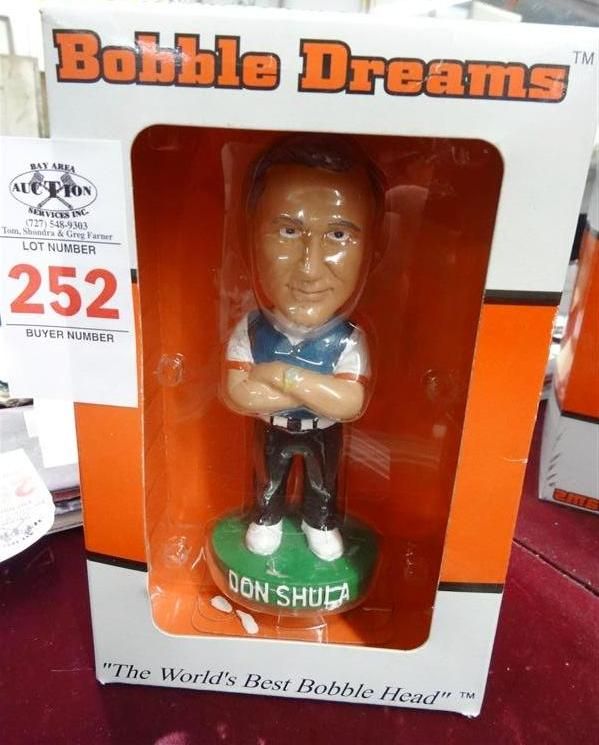 Bobble Dreams TM
BAY AREA
AUCTION
SERVICES INC.
(727) 548-9303
Tom, Shondra & Greg Farner
LOT NUMBER
252
BUYER NUMBER
DON SHULA
"The World's Best Bobble Head" TM